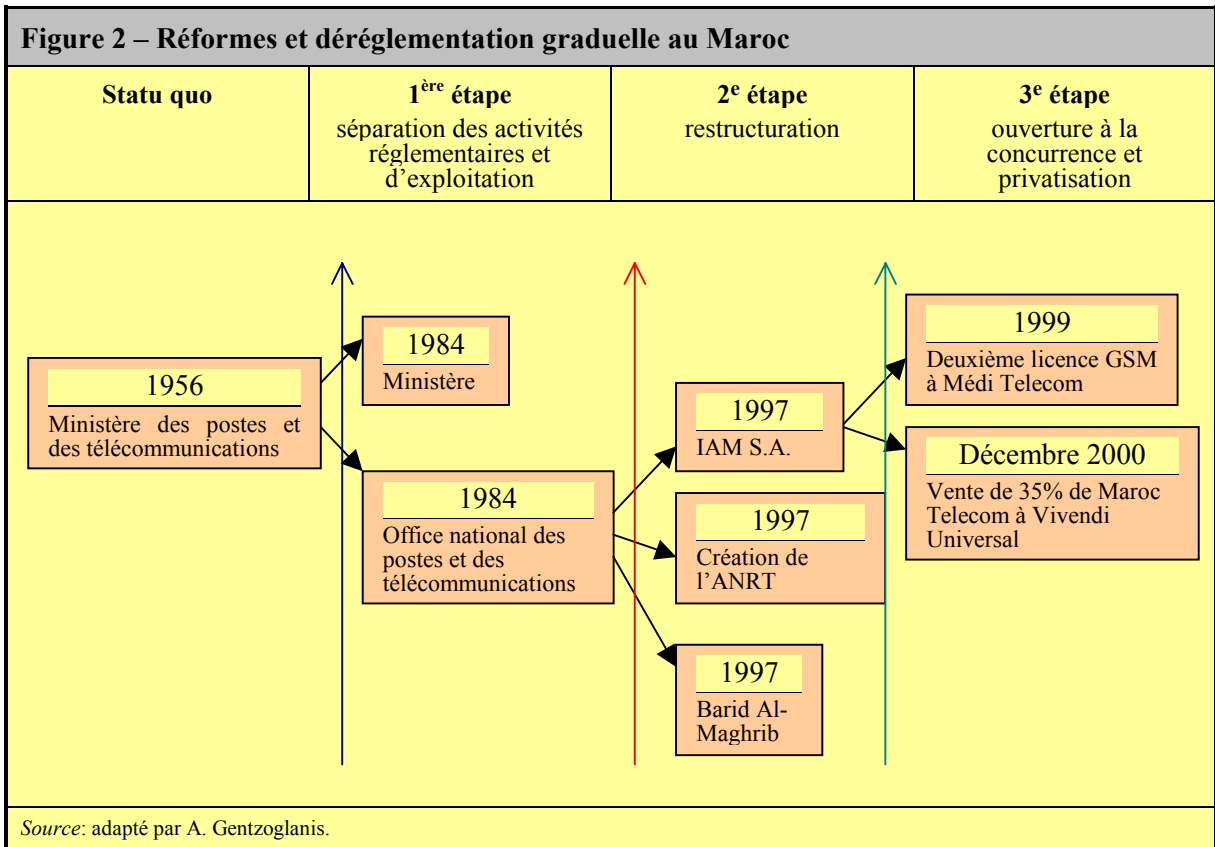 Figure 2 – Réformes et déréglementation graduelle au Maroc
Statu quo
1ère étape
séparation des activités
réglementaires et
d’exploitation
2e étape
restructuration
3e étape
ouverture à la
concurrence et
privatisation
1956
Ministère des postes et
des télécommunications
1984
Ministère
1984
Office national des
postes et des
télécommunications
1997
IAM S.A.
1997
Création de
l’ANRT
1997
Barid Al-
Maghrib
1999
Deuxième licence GSM
à Médi Telecom
Décembre 2000
Vente de 35% de Maroc
Telecom à Vivendi
Universal
Source: adapté par A. Gentzoglanis.